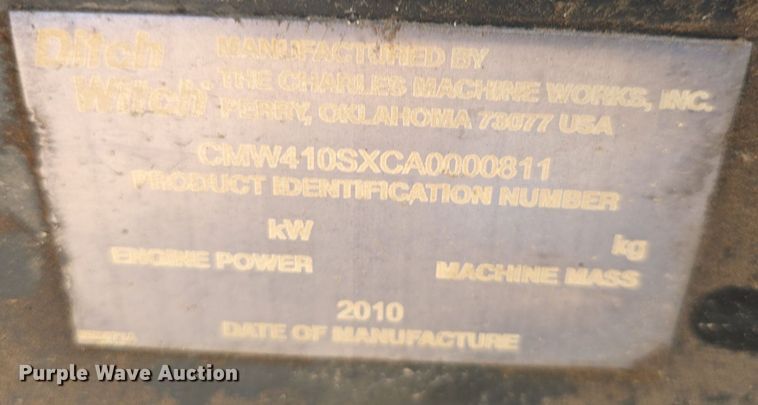 Ditch Witch
MANUFACTURED BY
THE CHARLES MACHINE WORKS, INC.
PERRY, OKLAHOMA 73077 USA
CMW410SXCA0000811
PRODUCT IDENTIFICATION NUMBER
kW
kg
ENGINE POWER
MACHINE MASS
2010
DATE OF MANUFACTURE
Purple Wave Auction